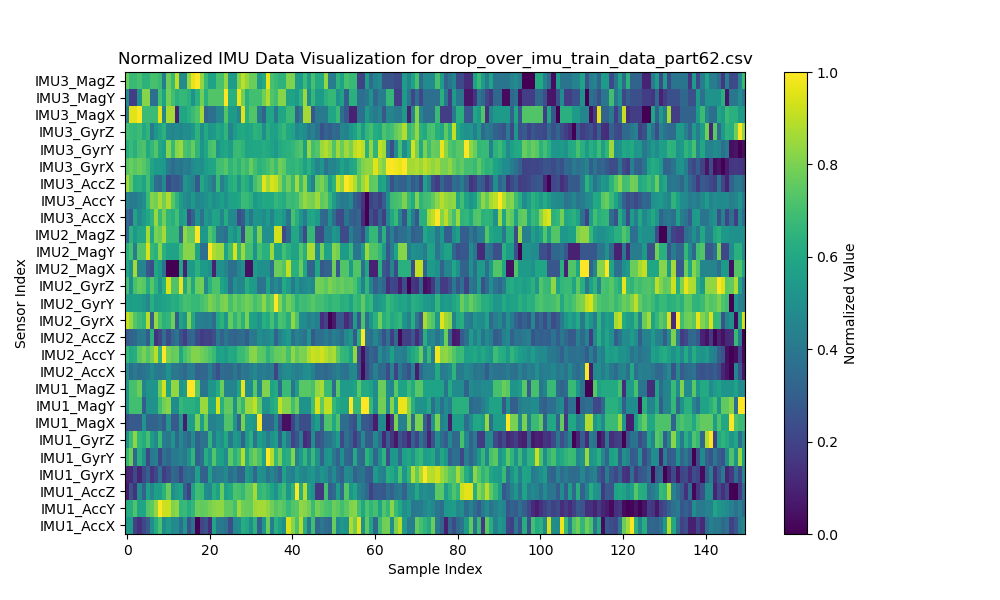 Normalized IMU Data Visualization for drop_over_imu_train_data_part62.csv
IMU3_MagZ
IMU3_MagY
IMU3_MagX
IMU3_GyrZ
IMU3_GyrY
IMU3_GyrX
IMU3_AccZ
IMU3_AccY
IMU3_AccX
IMU2_MagZ
IMU2_MagY
IMU2_MagX
IMU2_GyrZ
IMU2_GyrY
IMU2_GyrX
IMU2_AccZ
IMU2_AccY
IMU2_AccX
IMU1_MagZ
IMU1_MagY
IMU1_MagX
IMU1_GyrZ
IMU1_GyrY
IMU1_GyrX
IMU1_AccZ
IMU1_AccY
IMU1_AccX
Sensor Index
0 20 40 60 80 100 120 140
Sample Index
1.0
0.8
0.6
0.4
0.2
0.0
Normalized Value